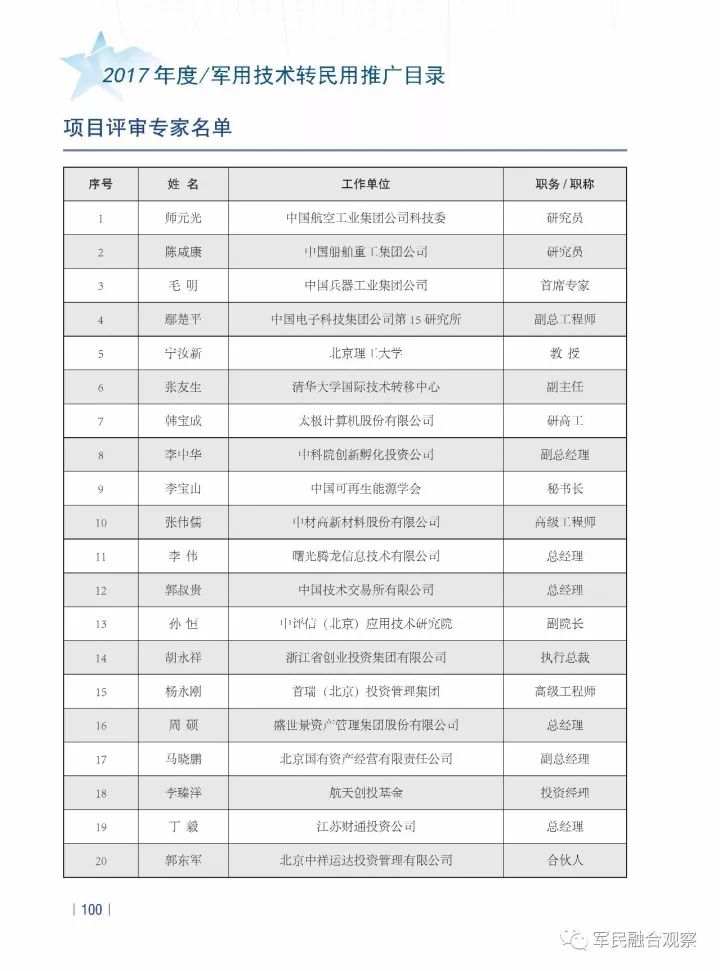 2017年度/军用技术转民用推广目录
项目评审专家名单
序号 姓 名 工作单位 职务/职称
1 师元光 中国航空工业集团公司科技委 研究员
2 陈咸康 中国船舶重工集团公司 研究员
3 毛 明 中国兵器工业集团公司 首席专家
4 鄢楚平 中国电子科技集团公司第15研究所 副总工程师
5 宁汝新 北京理工大学 教 授
6 张友生 清华大学国际技术转移中心 副主任
7 韩宝成 太极计算机股份有限公司 研高工
8 李中华 中科院创新孵化投资公司 副总经理
9 李宝山 中国可再生能源学会 秘书长
10 张伟儒 中材高新材料股份有限公司 高级工程师
11 李 伟 曙光腾龙信息技术有限公司 总经理
12 郭叔贵 中国技术交易所有限公司 总经理
13 孙 恒 中评信（北京）应用技术研究院 副院长
14 胡永祥 浙江省创业投资集团有限公司 执行总裁
15 杨永刚 首瑞（北京）投资管理集团 高级工程师
16 周 硕 盛世景资产管理集团股份有限公司 总经理
17 马晓鹏 北京国有资产经营有限责任公司 副总经理
18 李臻洋 航天创投基金 投资经理
19 丁 毅 江苏财通投资公司 总经理
20 郭东军 北京中祥运达投资管理有限公司 合伙人
|100|
军民融合观察